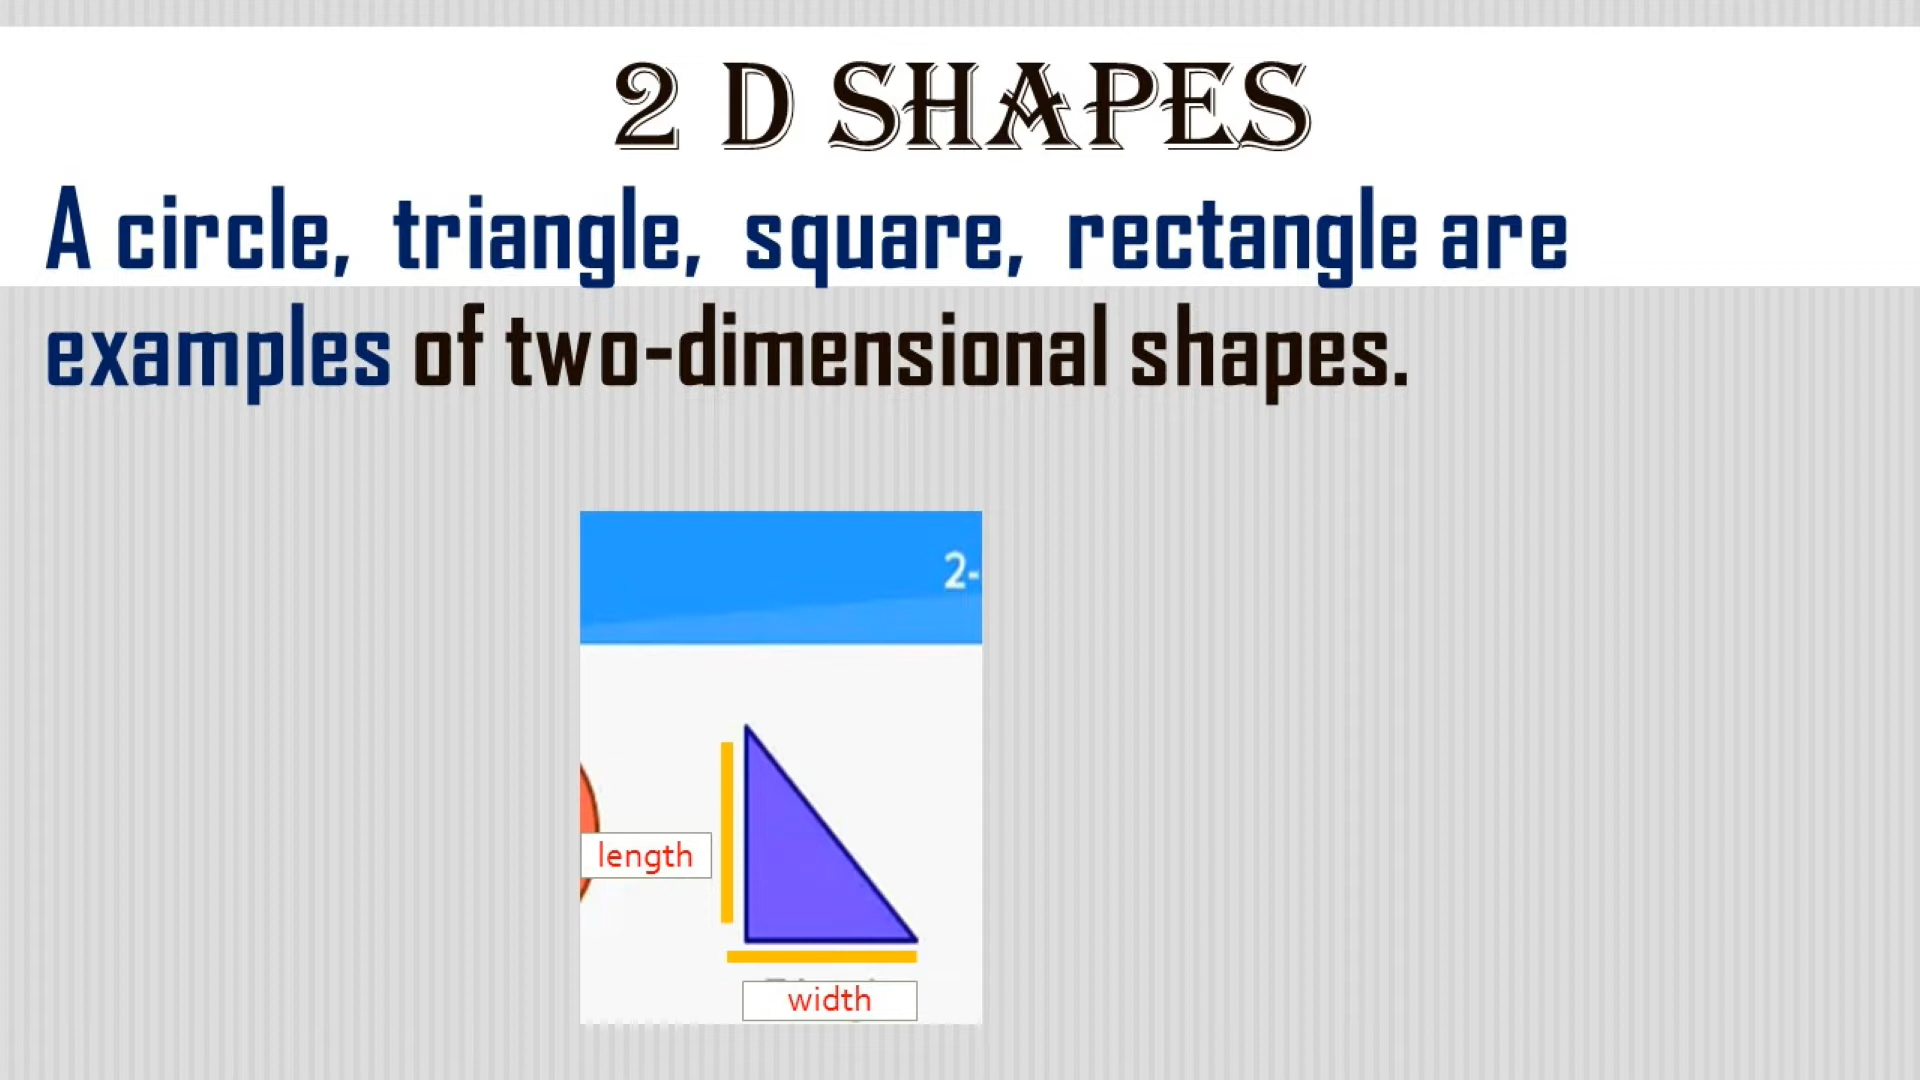 2 D SHAPES
A circle, triangle, square, rectangle are
examples of two-dimensional shapes.
2-
length
width